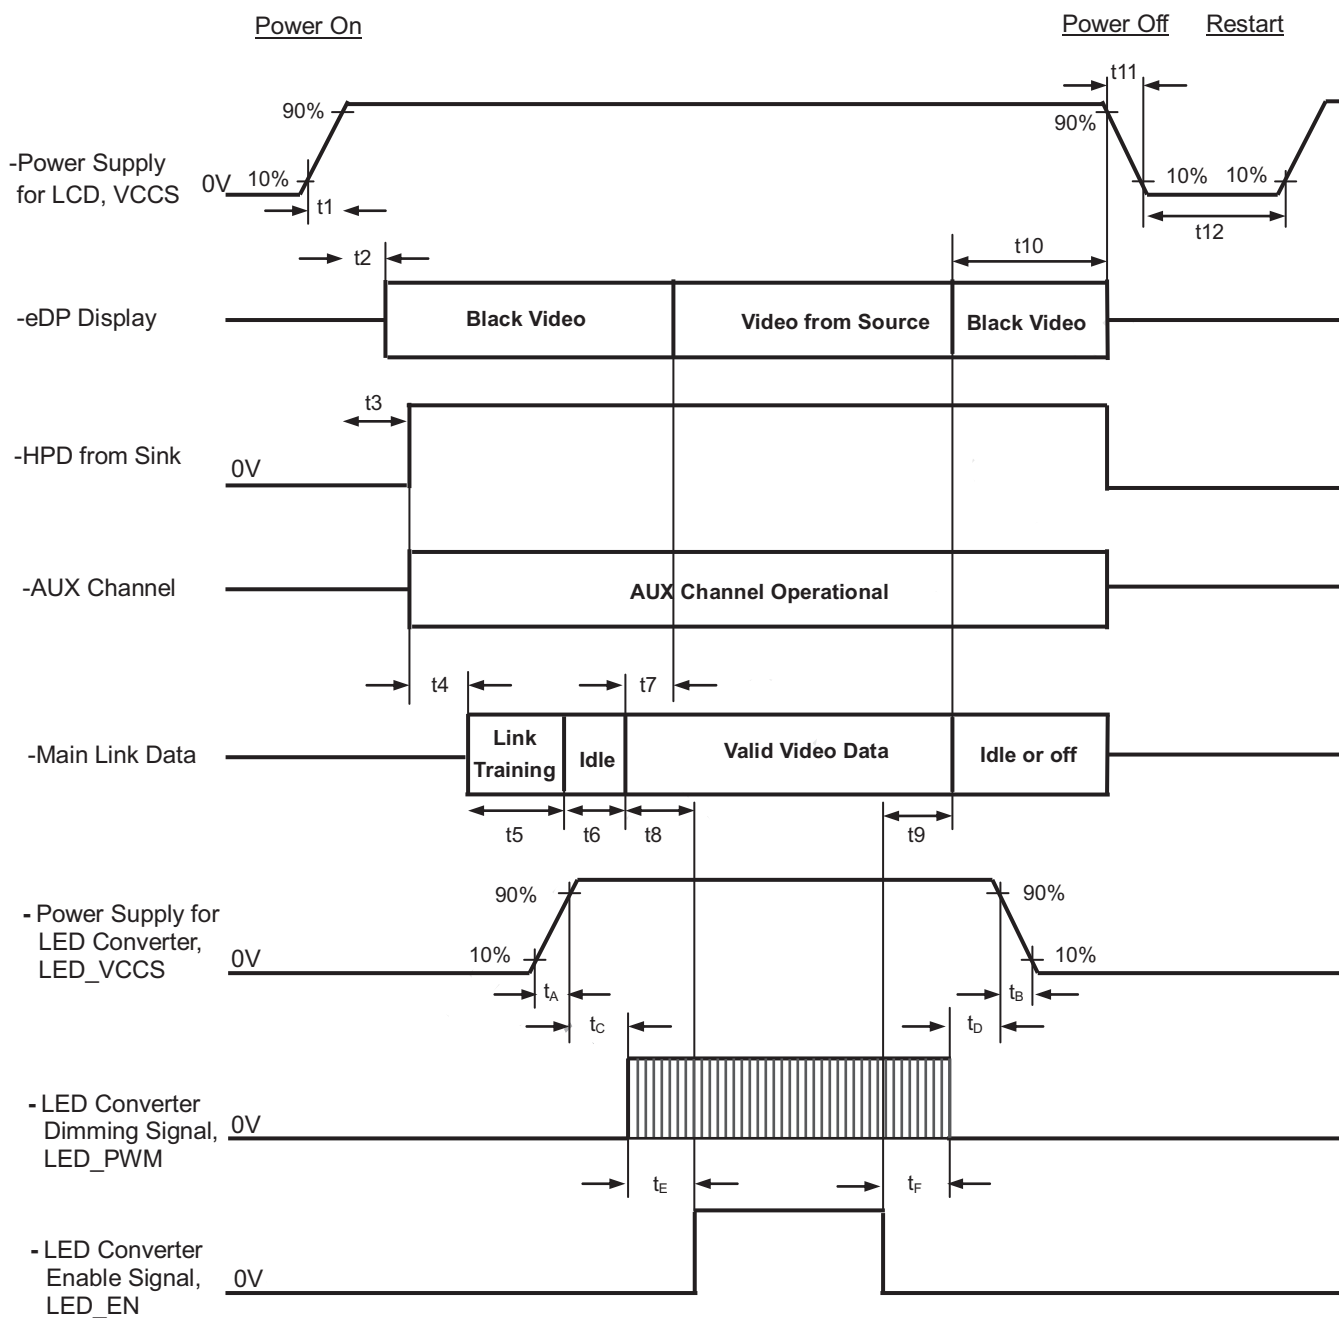 Power On
Power Off
Restart
t11
90%
90%
-Power Supply
for LCD, VCCS
0V
10%
10%
10%
t1
t12
t2
t10
-eDP Display
Black Video
Video from Source
Black Video
t3
-HPD from Sink
0V
-AUX Channel
AUX Channel Operational
t4
t7
-Main Link Data
Link
Training
Idle
Valid Video Data
Idle or off
t5
t6
t8
t9
90%
90%
- Power Supply for
LED Converter,
LED_VCCS
0V
10%
10%
tA
tB
tC
tD
- LED Converter
Dimming Signal,
LED_PWM
0V
tE
tF
- LED Converter
Enable Signal,
LED_EN
0V